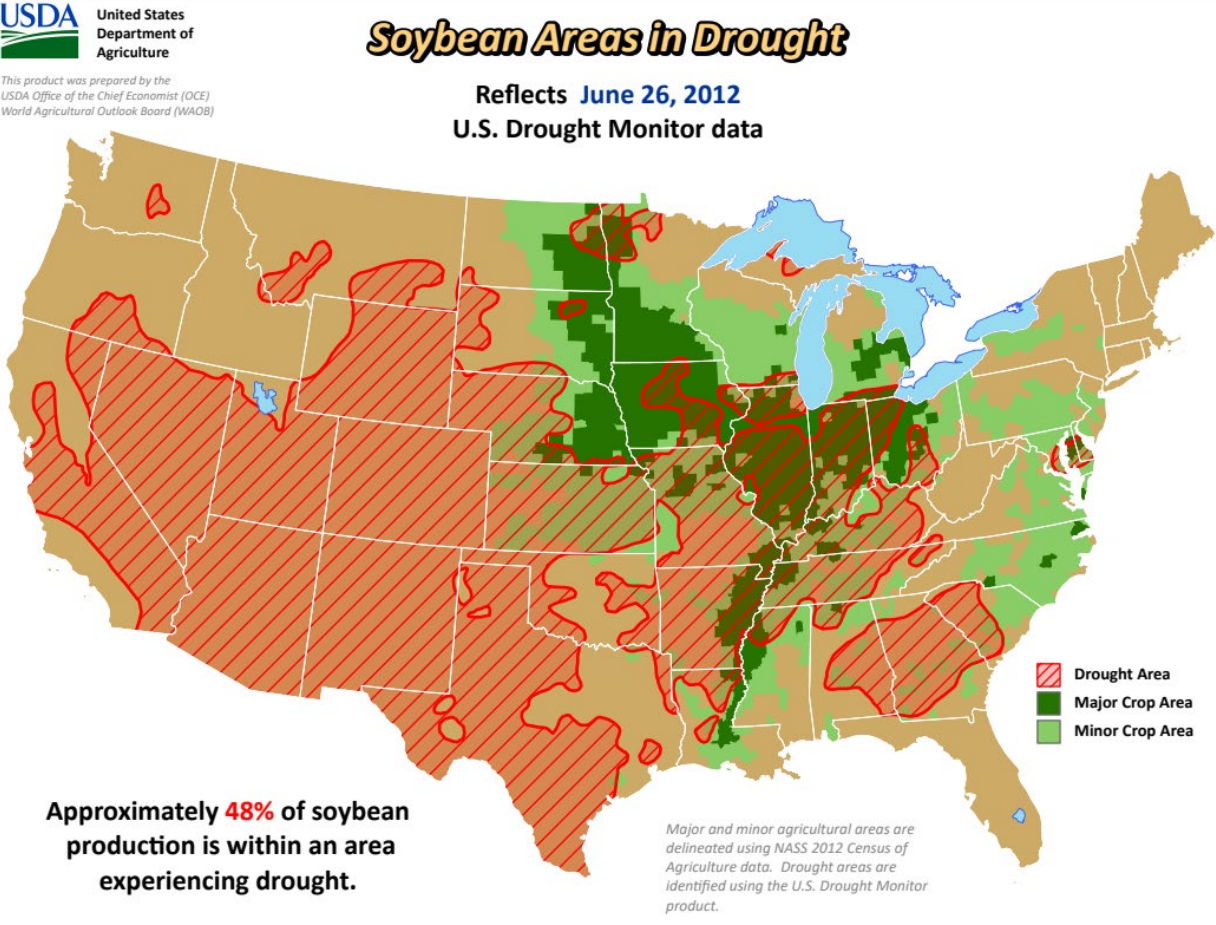 USDA
United States
Department of
Agriculture
This product was prepared by the
USDA Office of the Chief Economist (OCE)
World Agricultural Outlook Board (WAOB)
Soybean Areas in Drought
Reflects June 26, 2012
U.S. Drought Monitor data
Drought Area
Major Crop Area
Minor Crop Area
Approximately 48% of soybean
production is within an area
experiencing drought.
Major and minor agricultural areas are
delineated using NASS 2012 Census of
Agriculture data. Drought areas are
identified using the U.S. Drought Monitor
product.